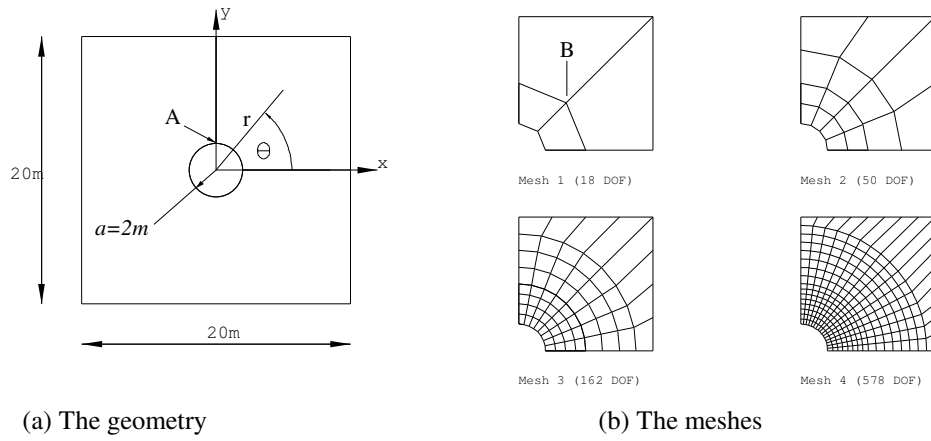 y
A
r
θ
x
20m
a=2m
20m
B
Mesh 1 (18 DOF)
Mesh 2 (50 DOF)
Mesh 3 (162 DOF)
Mesh 4 (578 DOF)
(a) The geometry
(b) The meshes